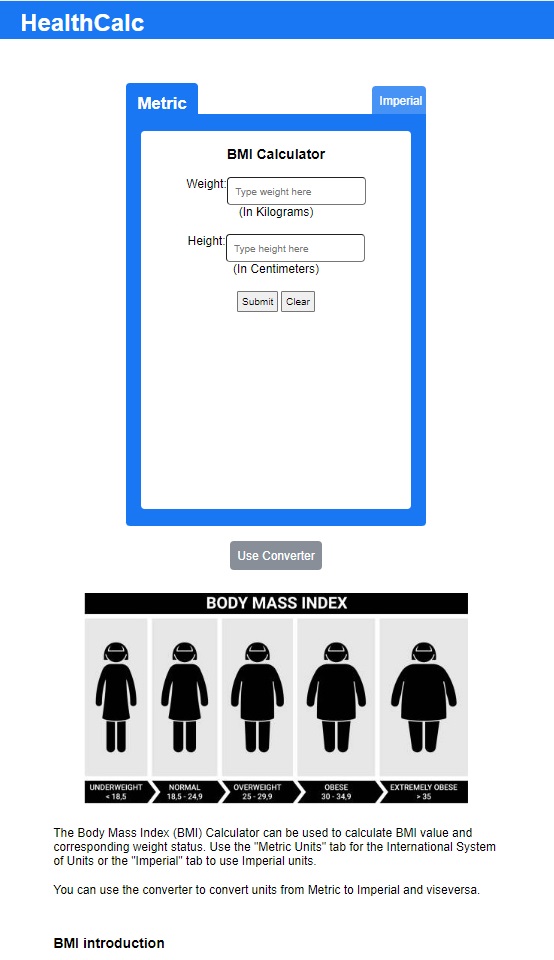 HealthCalc
Metric
Imperial
BMI Calculator
Weight: Type weight here
(In Kilograms)
Height: Type height here
(In Centimeters)
Submit Clear
Use Converter
BODY MASS INDEX
UNDERWEIGHT NORMAL OVERWEIGHT OBESE EXTREMELY OBESE
< 18,5 18,5 - 24,9 25 - 29,9 30 - 34,9 > 35
The Body Mass Index (BMI) Calculator can be used to calculate BMI value and
corresponding weight status. Use the "Metric Units" tab for the International System
of Units or the "Imperial" tab to use Imperial units.
You can use the converter to convert units from Metric to Imperial and viseversa.
BMI introduction